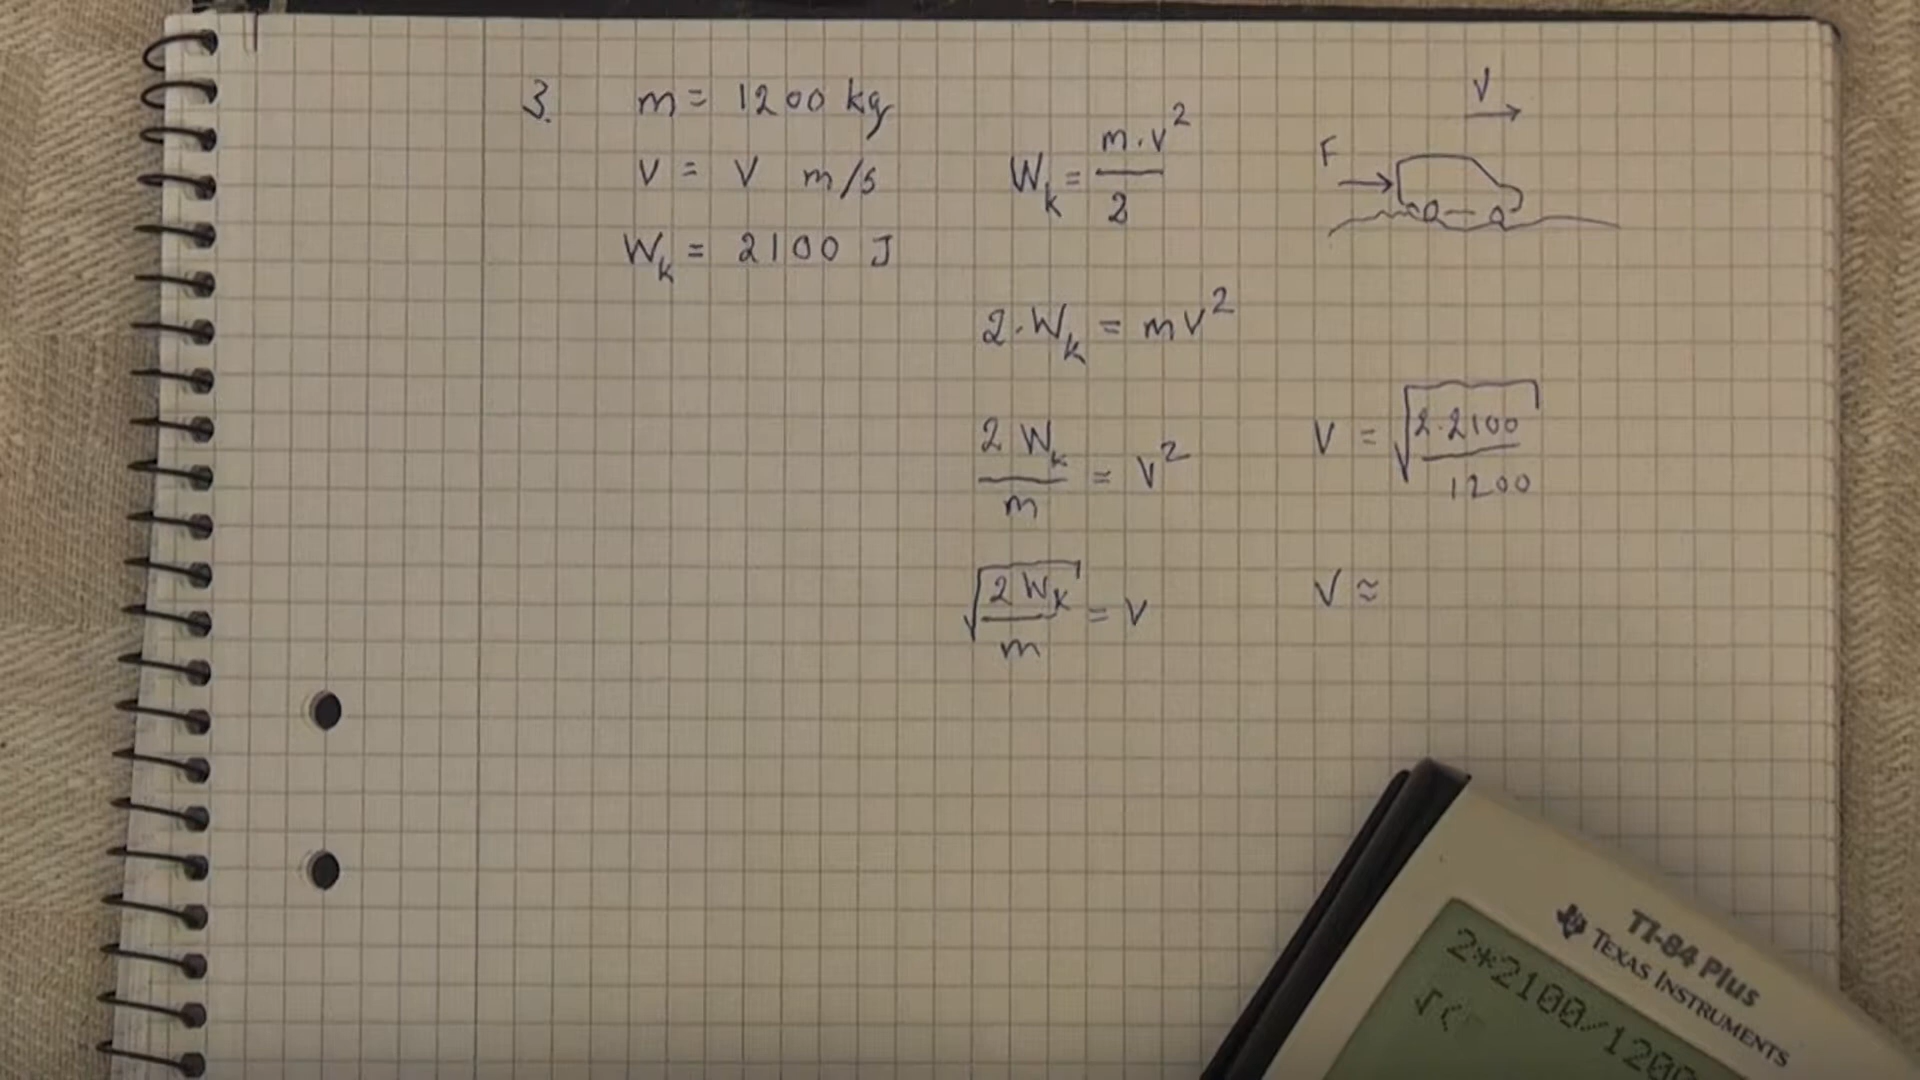 3. m = 1200 kg
v = v m/s
Wk = 2100 J
Wk = m·v² / 2
2·Wk = mv²
2 Wk / m = v²
√(2 Wk / m) = v
F
v
v = √(2·2100 / 1200)
v ≈
TI-84 Plus
TEXAS INSTRUMENTS
2*2100/1200
√(